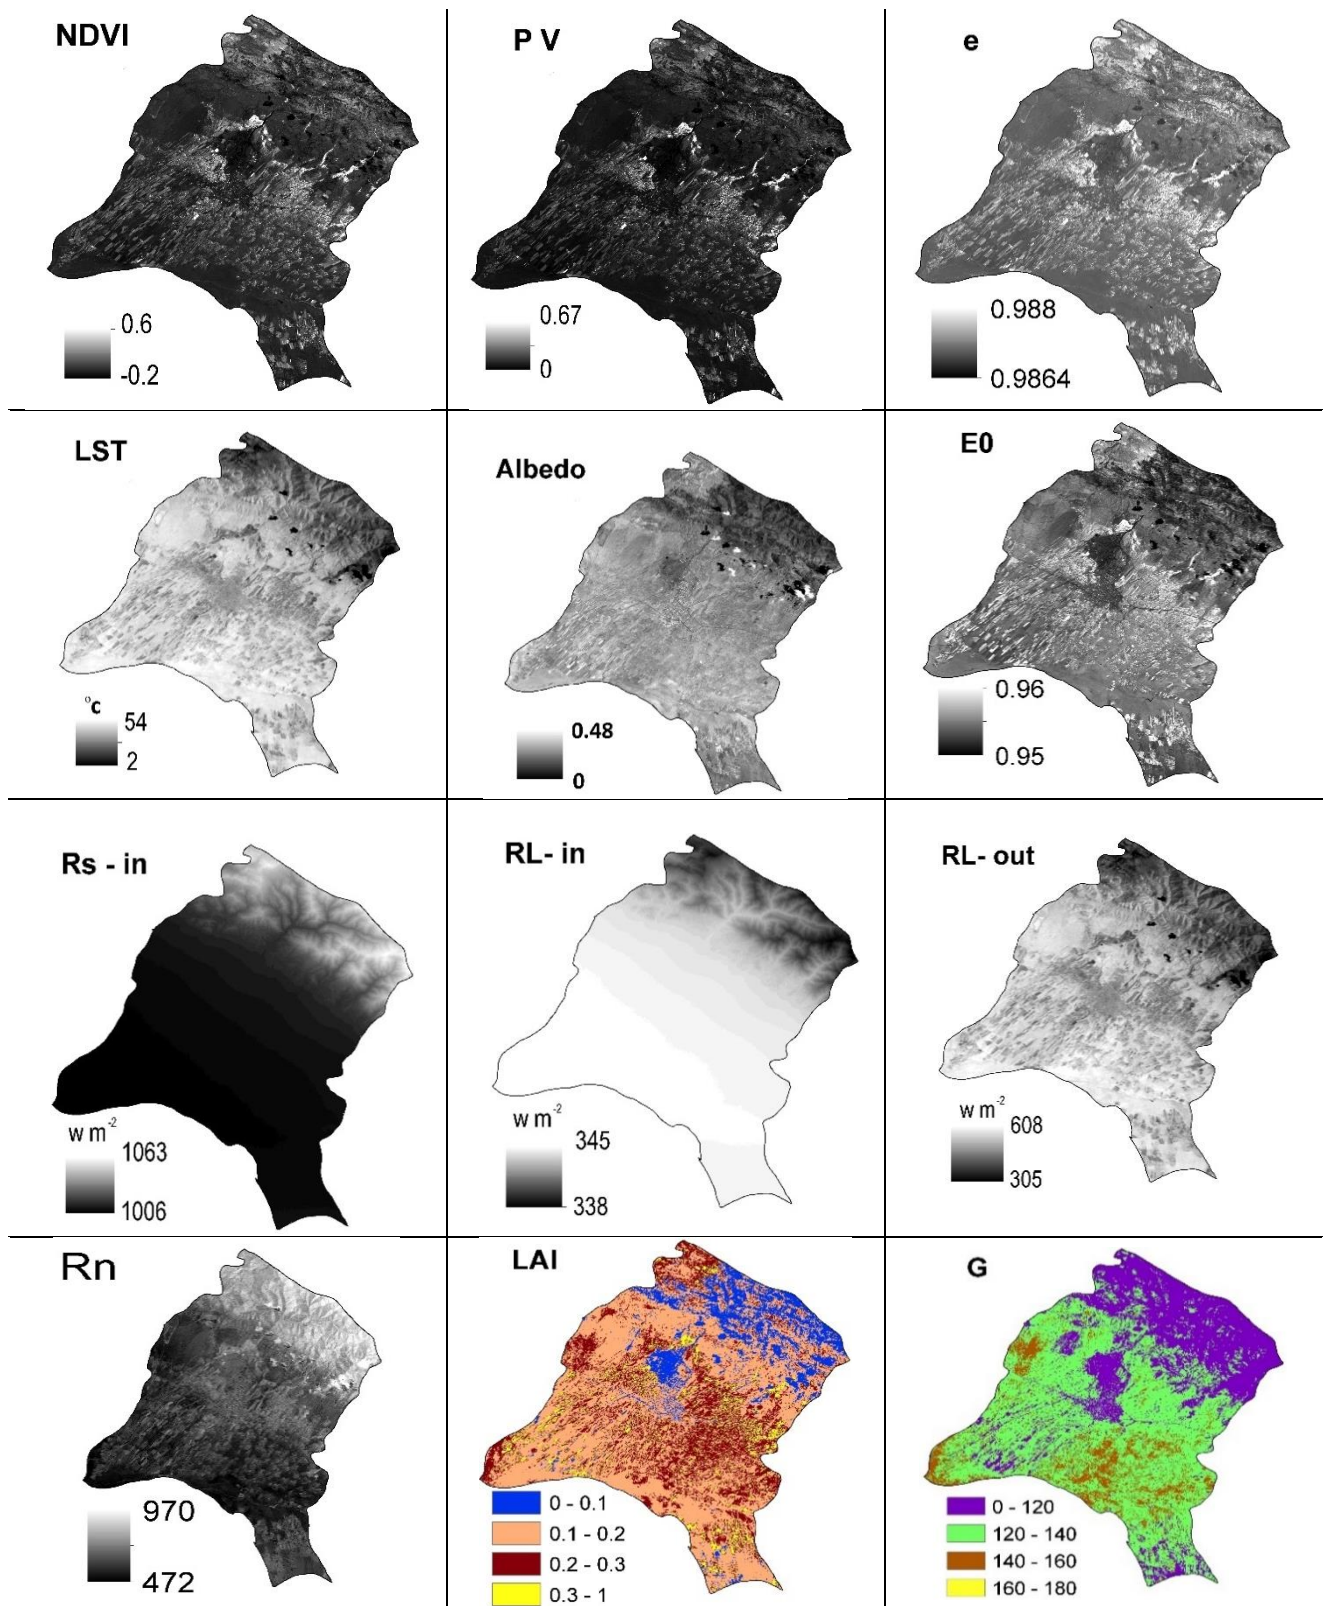 NDVI
0.6
-0.2
P V
0.67
0
e
0.988
0.9864
LST
°c
54
2
Albedo
0.48
0
E0
0.96
0.95
Rs - in
w m-2
1063
1006
RL- in
w m-2
345
338
RL- out
w m-2
608
305
Rn
970
472
LAI
0 - 0.1
0.1 - 0.2
0.2 - 0.3
0.3 - 1
G
0 - 120
120 - 140
140 - 160
160 - 180